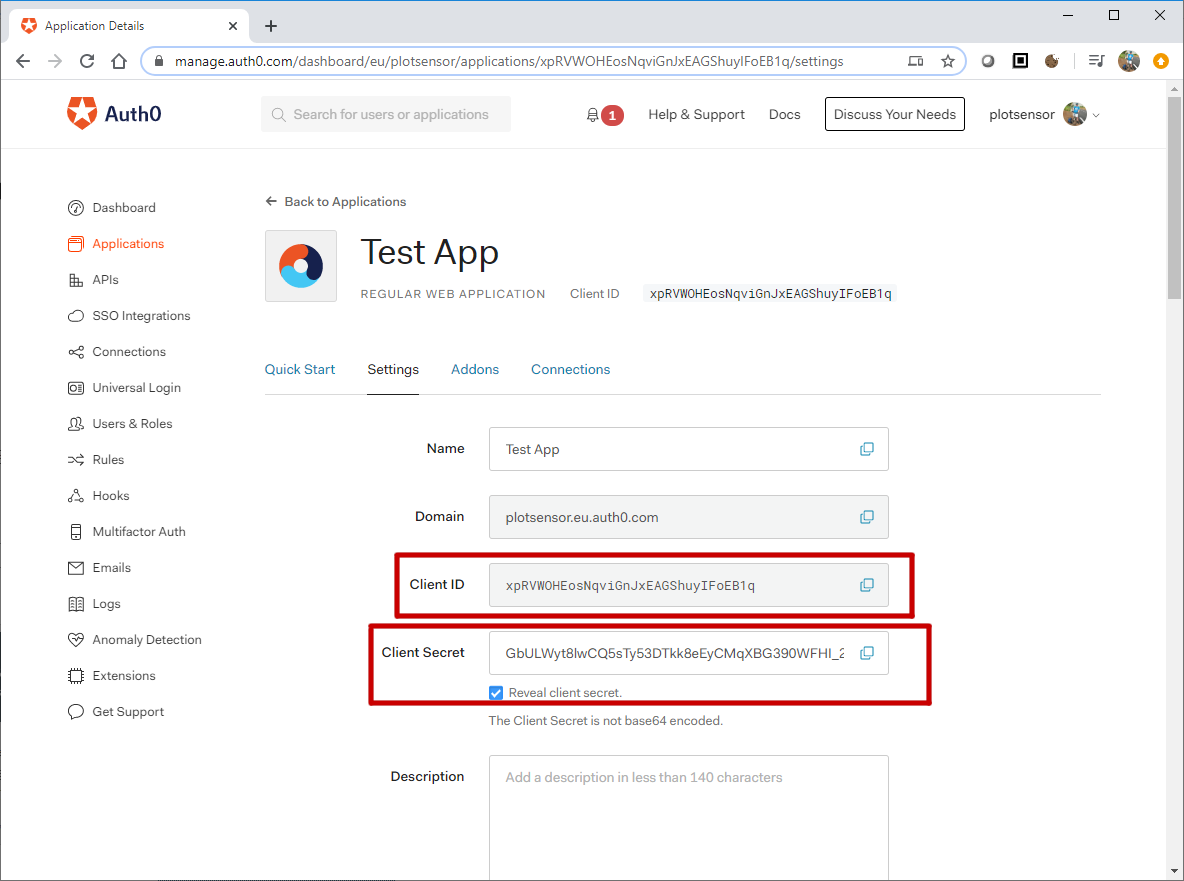 Application Details
manage.auth0.com/dashboard/eu/plotsensor/applications/xpRVWOHEosNqviGnJxEAGShuyIFoEB1q/settings
Auth0
Search for users or applications
1
Help & Support
Docs
Discuss Your Needs
plotsensor
Dashboard
Applications
APIs
SSO Integrations
Connections
Universal Login
Users & Roles
Rules
Hooks
Multifactor Auth
Emails
Logs
Anomaly Detection
Extensions
Get Support
Back to Applications
Test App
REGULAR WEB APPLICATION
Client ID
xpRVWOHEosNqviGnJxEAGShuyIFoEB1q
Quick Start
Settings
Addons
Connections
Name
Test App
Domain
plotsensor.eu.auth0.com
Client ID
xpRVWOHEosNqviGnJxEAGShuyIFoEB1q
Client Secret
GbULWyt8lwCQ5sTy53DTkk8eEyCMqXBG390WFHI_2
Reveal client secret.
The Client Secret is not base64 encoded.
Description
Add a description in less than 140 characters